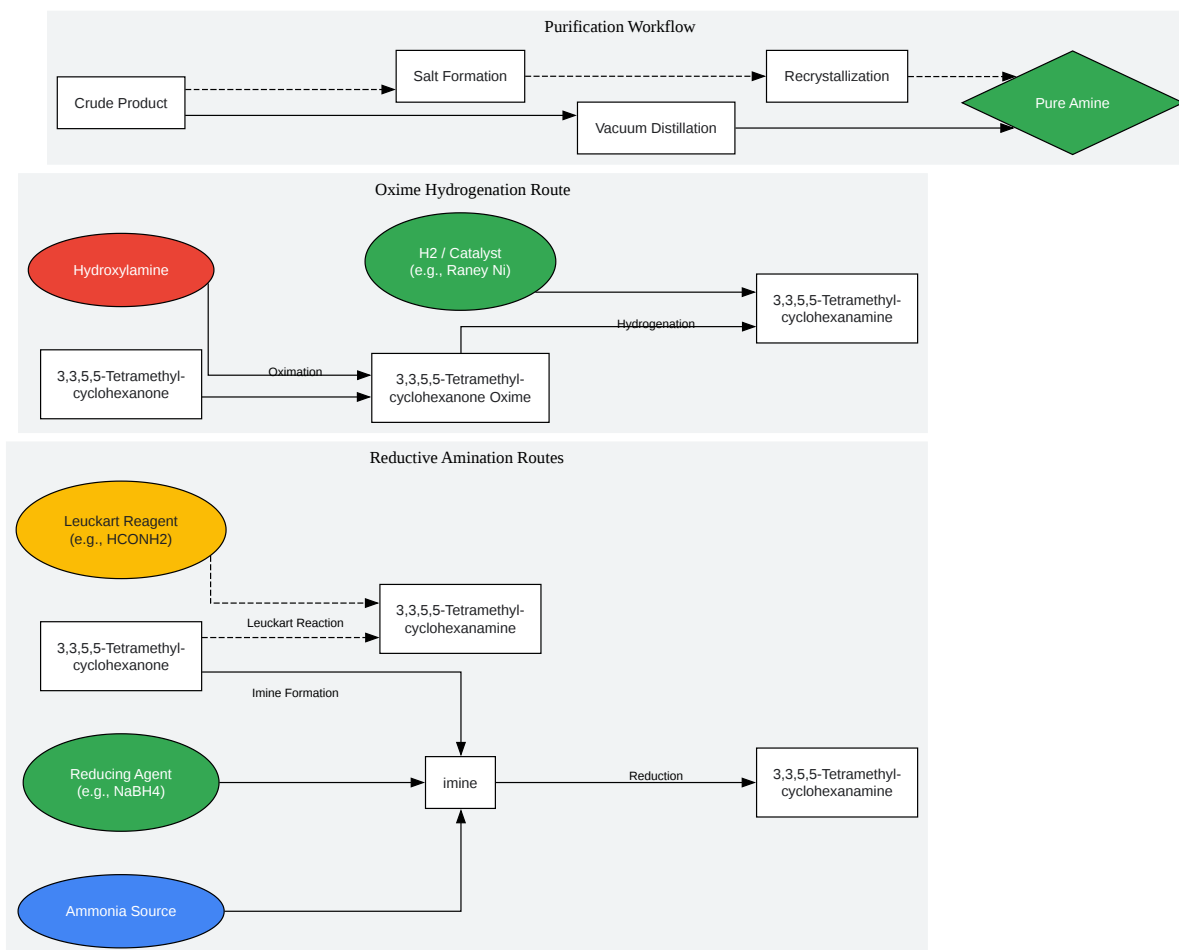 Purification Workflow
Crude Product
Salt Formation
Recrystallization
Vacuum Distillation
Pure Amine
Oxime Hydrogenation Route
Hydroxylamine
H2 / Catalyst
(e.g., Raney Ni)
3,3,5,5-Tetramethyl-
cyclohexanamine
Hydrogenation
3,3,5,5-Tetramethyl-
cyclohexanone
Oximation
3,3,5,5-Tetramethyl-
cyclohexanone Oxime
Reductive Amination Routes
Leuckart Reagent
(e.g., HCONH2)
3,3,5,5-Tetramethyl-
cyclohexanamine
Leuckart Reaction
3,3,5,5-Tetramethyl-
cyclohexanone
Imine Formation
Reducing Agent
(e.g., NaBH4)
imine
Reduction
3,3,5,5-Tetramethyl-
cyclohexanamine
Ammonia Source